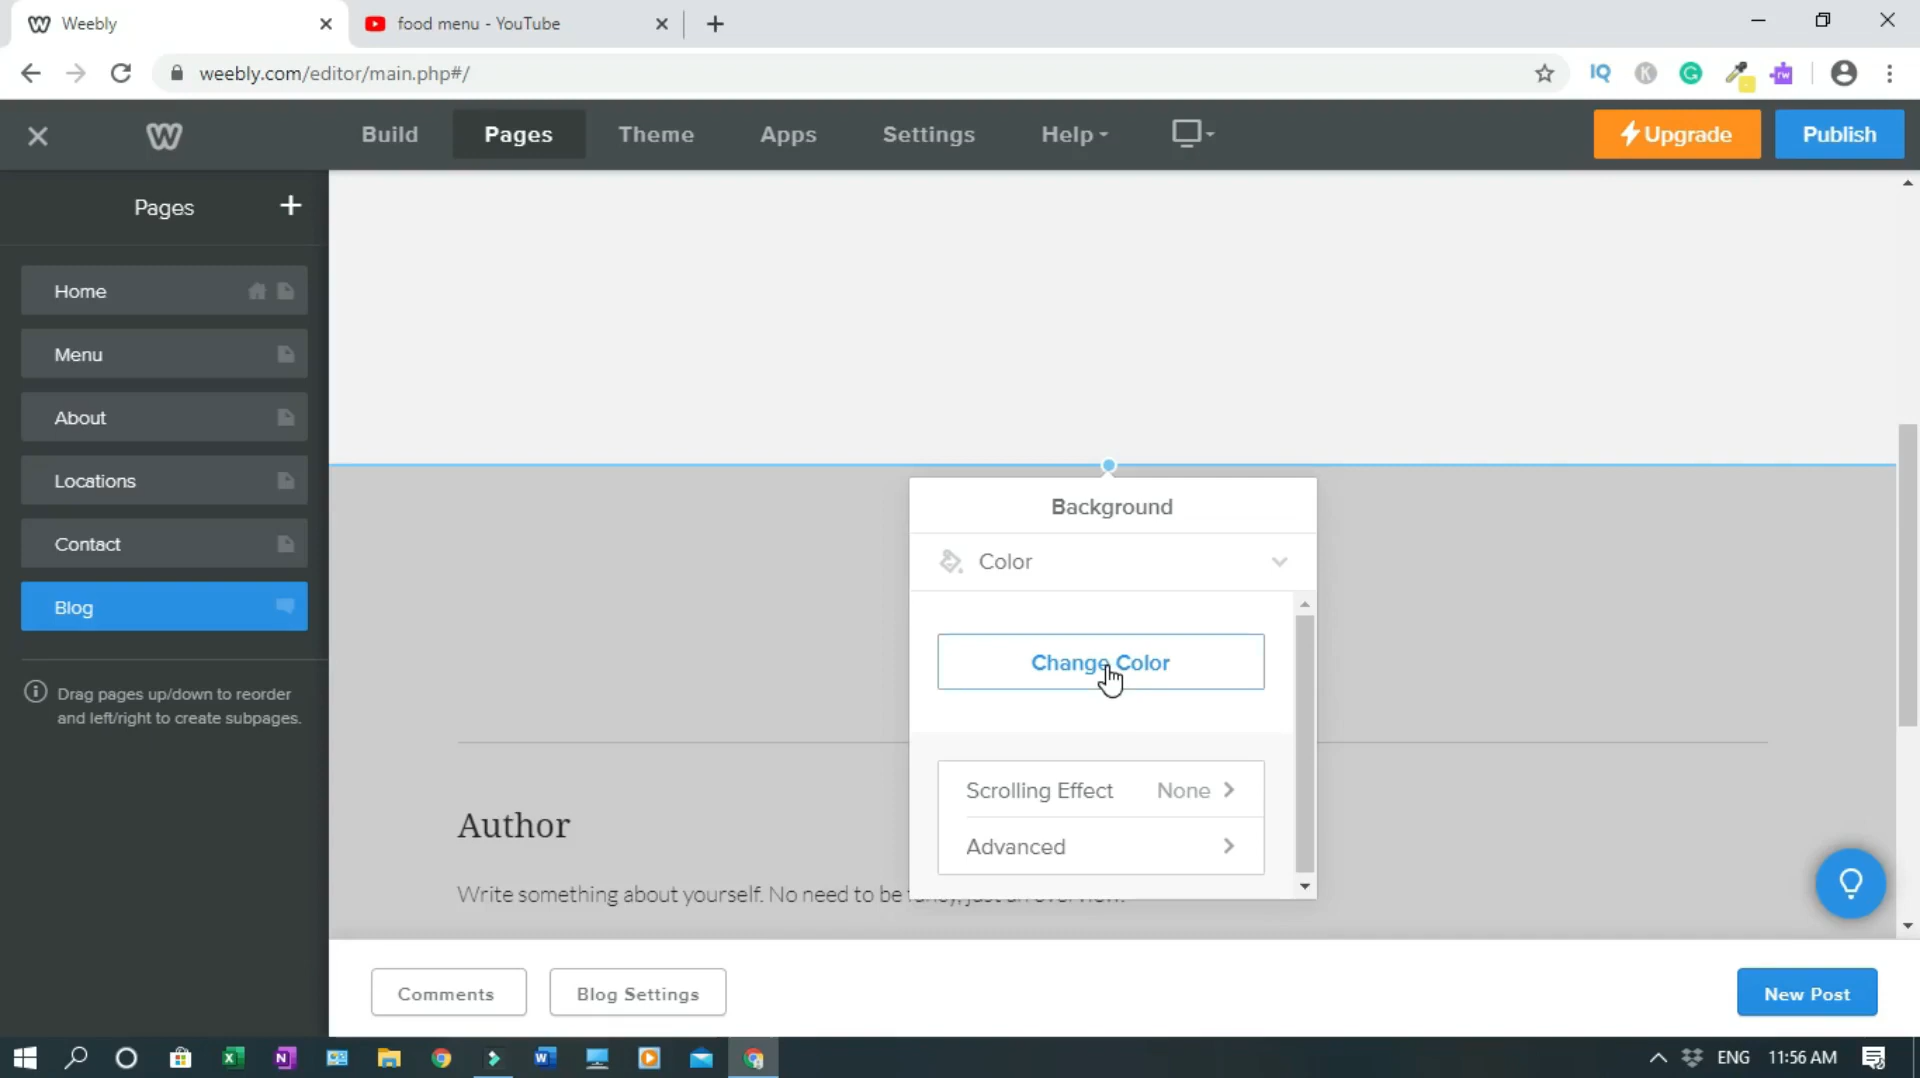 Weebly
food menu - YouTube
weebly.com/editor/main.php#/
IQ
K
G
rw
Build
Pages
Theme
Apps
Settings
Help
Upgrade
Publish
Pages
Home
Menu
About
Locations
Contact
Blog
Drag pages up/down to reorder
and left/right to create subpages.
Background
Color
Change Color
Scrolling Effect
None
Advanced
Author
Write something about yourself. No need to be
Comments
Blog Settings
New Post
ENG
11:56 AM